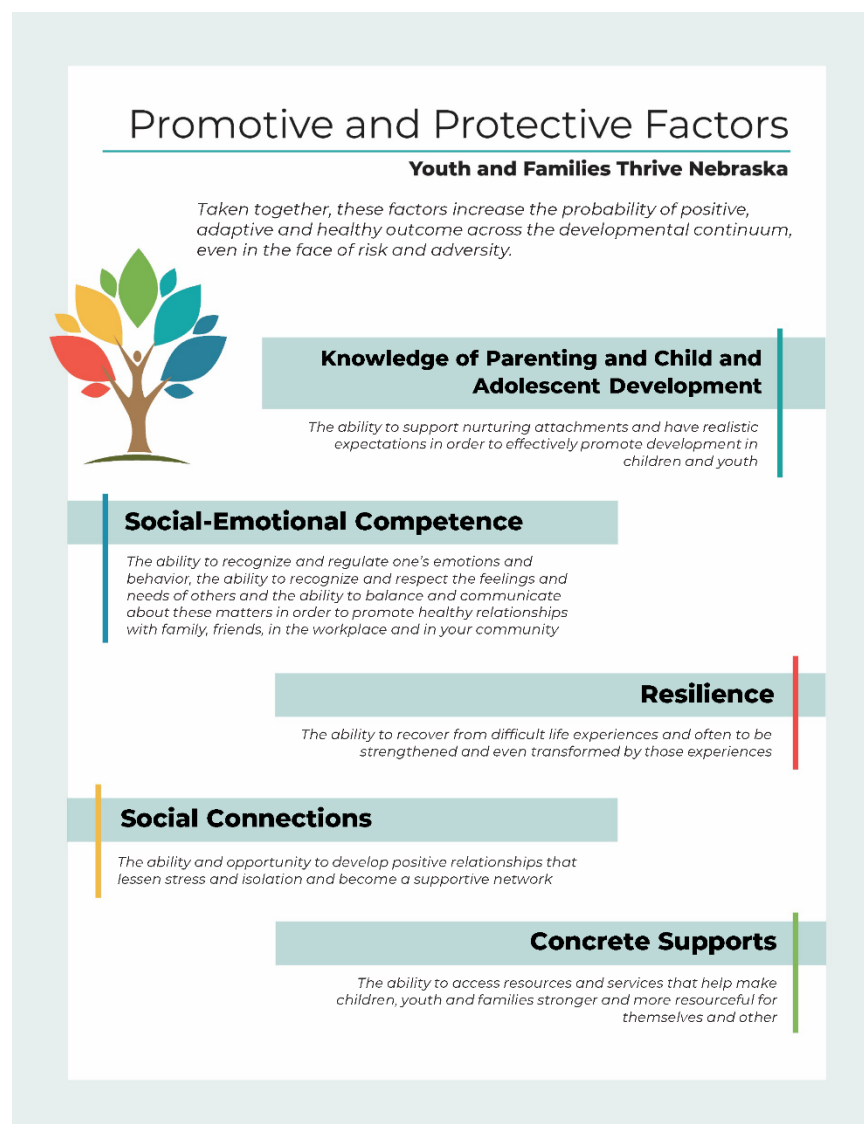 Promotive and Protective Factors
Youth and Families Thrive Nebraska
Taken together, these factors increase the probability of positive,
adaptive and healthy outcome across the developmental continuum,
even in the face of risk and adversity.
Knowledge of Parenting and Child and
Adolescent Development
The ability to support nurturing attachments and have realistic
expectations in order to effectively promote development in
children and youth
Social-Emotional Competence
The ability to recognize and regulate one's emotions and
behavior, the ability to recognize and respect the feelings and
needs of others and the ability to balance and communicate
about these matters in order to promote healthy relationships
with family, friends, in the workplace and in your community
Resilience
The ability to recover from difficult life experiences and often to be
strengthened and even transformed by those experiences
Social Connections
The ability and opportunity to develop positive relationships that
lessen stress and isolation and become a supportive network
Concrete Supports
The ability to access resources and services that help make
children, youth and families stronger and more resourceful for
themselves and other